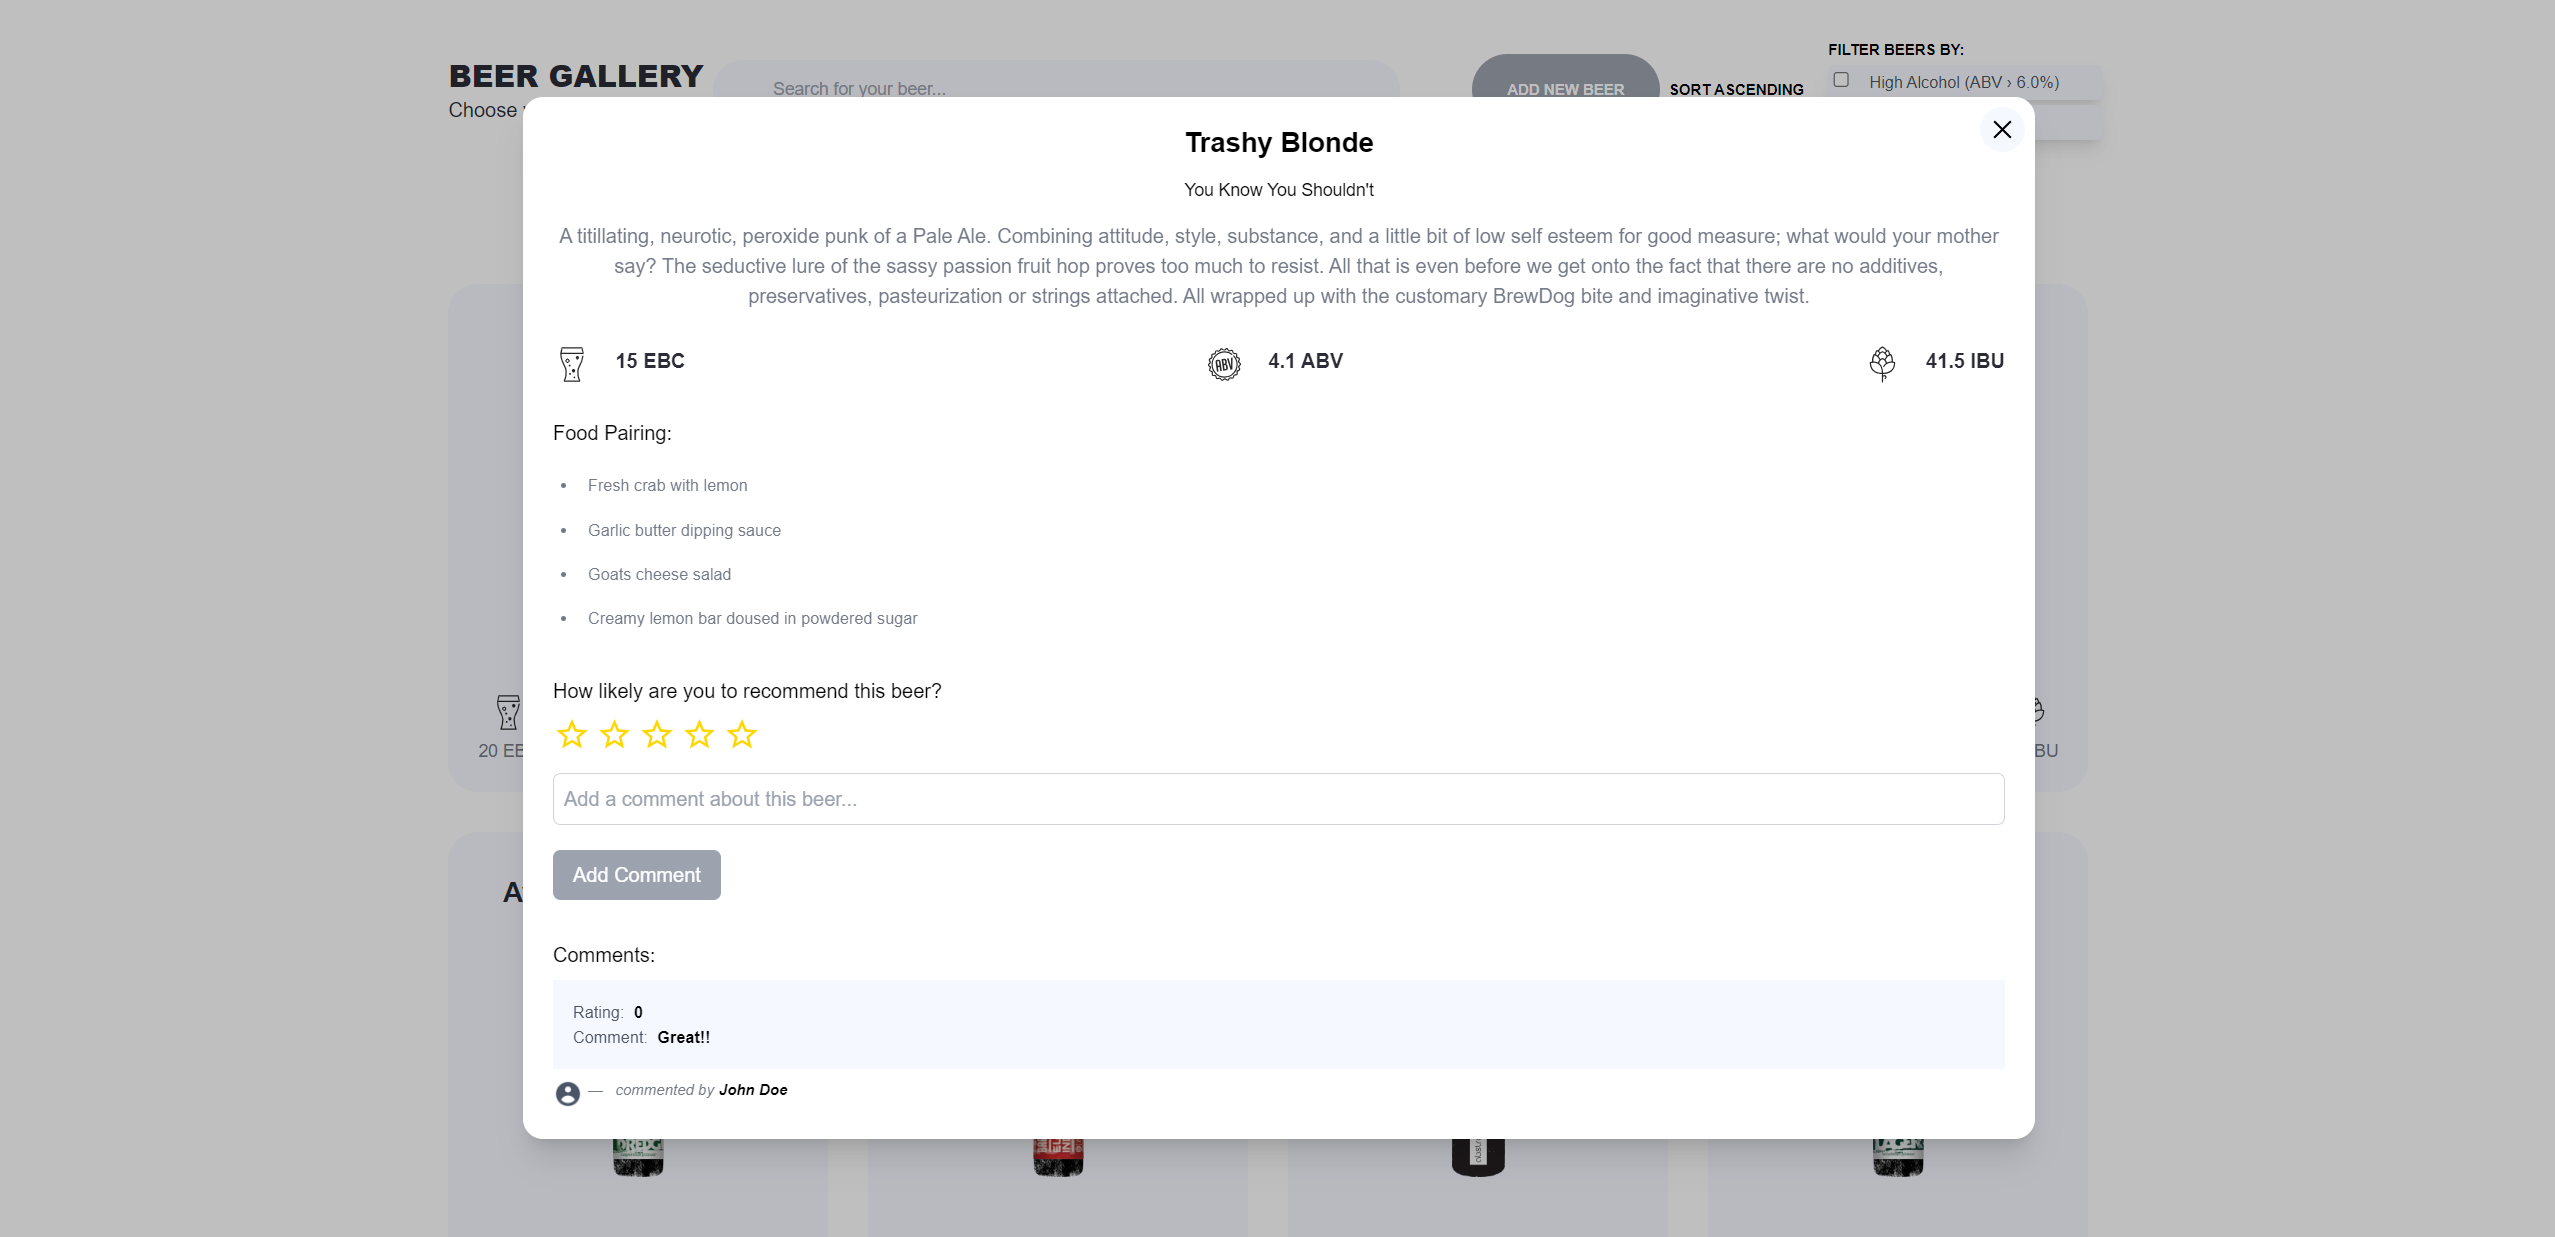 BEER GALLERY
Choose
Search for your beer...
ADD NEW BEER
SORT ASCENDING
FILTER BEERS BY:
High Alcohol (ABV › 6.0%)
Trashy Blonde
You Know You Shouldn't
A titillating, neurotic, peroxide punk of a Pale Ale. Combining attitude, style, substance, and a little bit of low self esteem for good measure; what would your mother
say? The seductive lure of the sassy passion fruit hop proves too much to resist. All that is even before we get onto the fact that there are no additives,
preservatives, pasteurization or strings attached. All wrapped up with the customary BrewDog bite and imaginative twist.
15 EBC
ABV
4.1 ABV
41.5 IBU
Food Pairing:
• Fresh crab with lemon
• Garlic butter dipping sauce
• Goats cheese salad
• Creamy lemon bar doused in powdered sugar
How likely are you to recommend this beer?
20
Add a comment about this beer...
Add Comment
Comments:
Rating: 0
Comment: Great!!
— commented by John Doe
LAGER